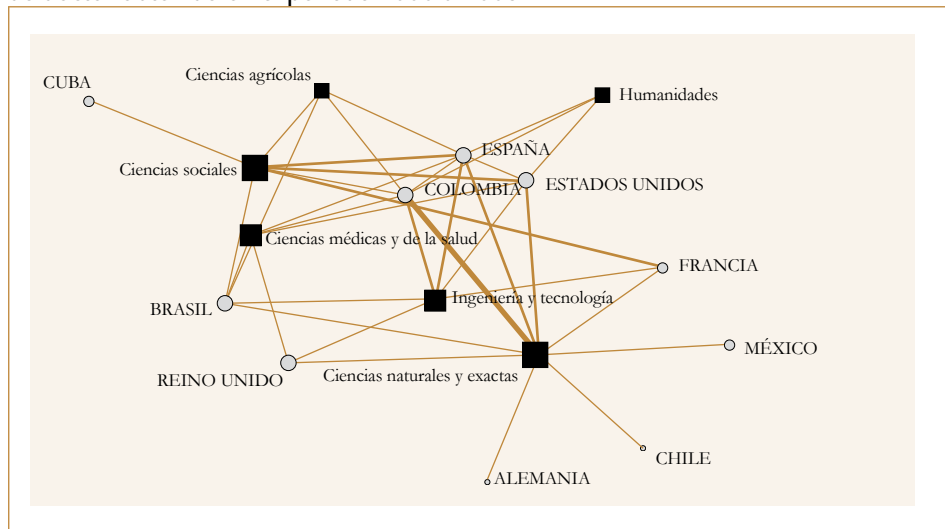 Ciencias agrícolas
CUBA
Humanidades
ESPAÑA
Ciencias sociales
ESTADOS UNIDOS
COLOMBIA
Ciencias médicas y de la salud
FRANCIA
Ingeniería y tecnología
BRASIL
MÉXICO
Ciencias naturales y exactas
REINO UNIDO
CHILE
ALEMANIA